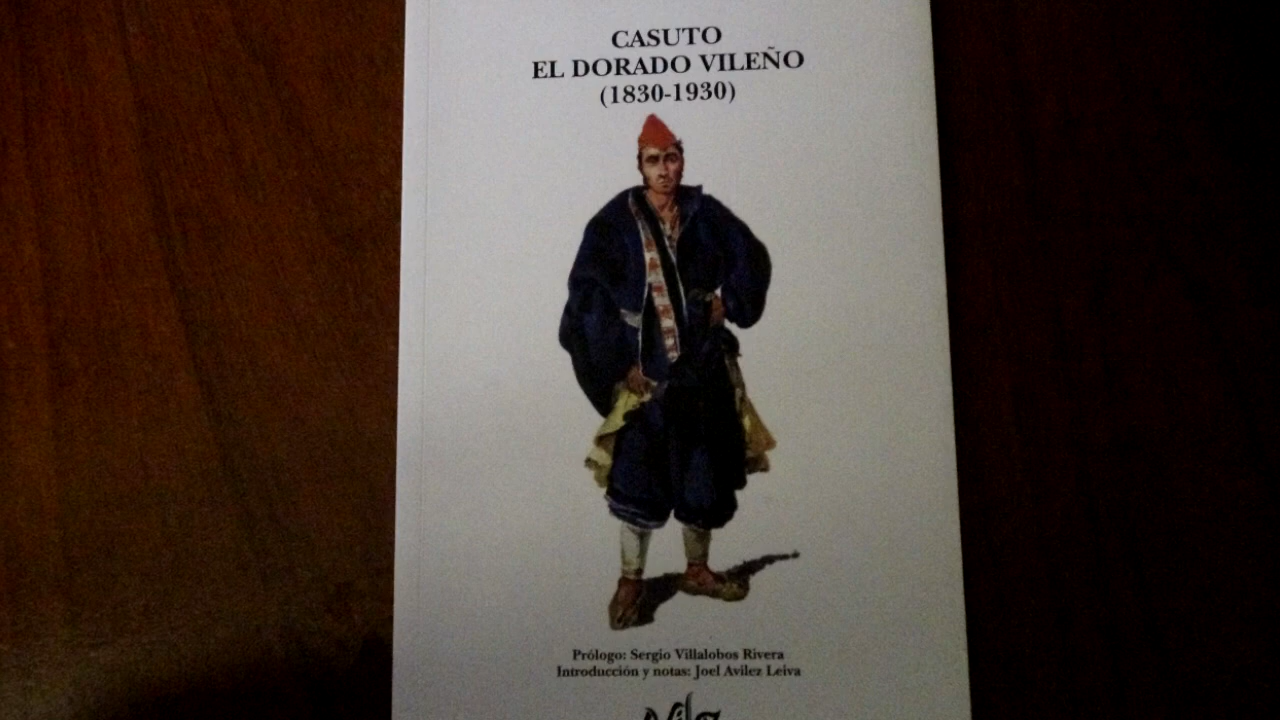 CASUTO
EL DORADO VILEÑO
(1830-1930)
Prólogo: Sergio Villalobos Rivera
Introducción y notas: Joel Avilez Leiva